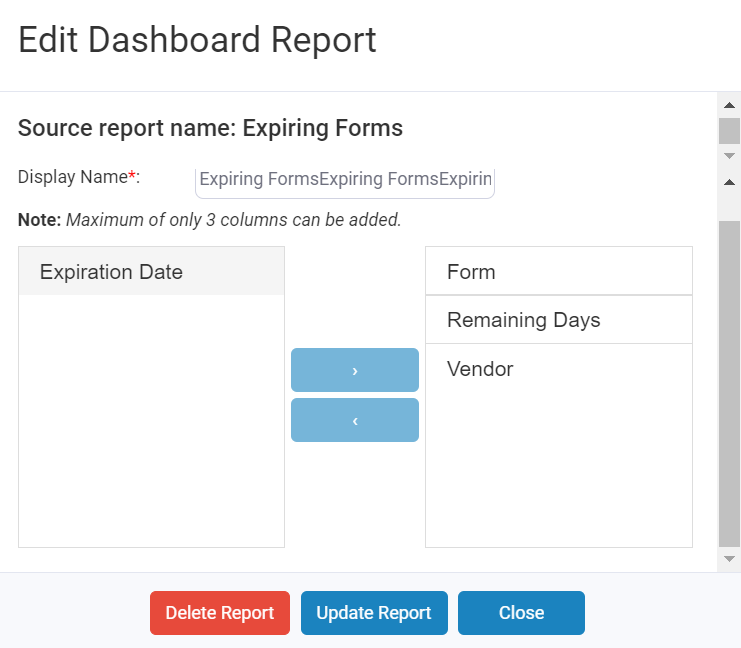 Edit Dashboard Report
Source report name: Expiring Forms
Display Name*:
Expiring FormsExpiring FormsExpirin
Note: Maximum of only 3 columns can be added.
Expiration Date
Form
Remaining Days
Vendor
›
‹
Delete Report
Update Report
Close